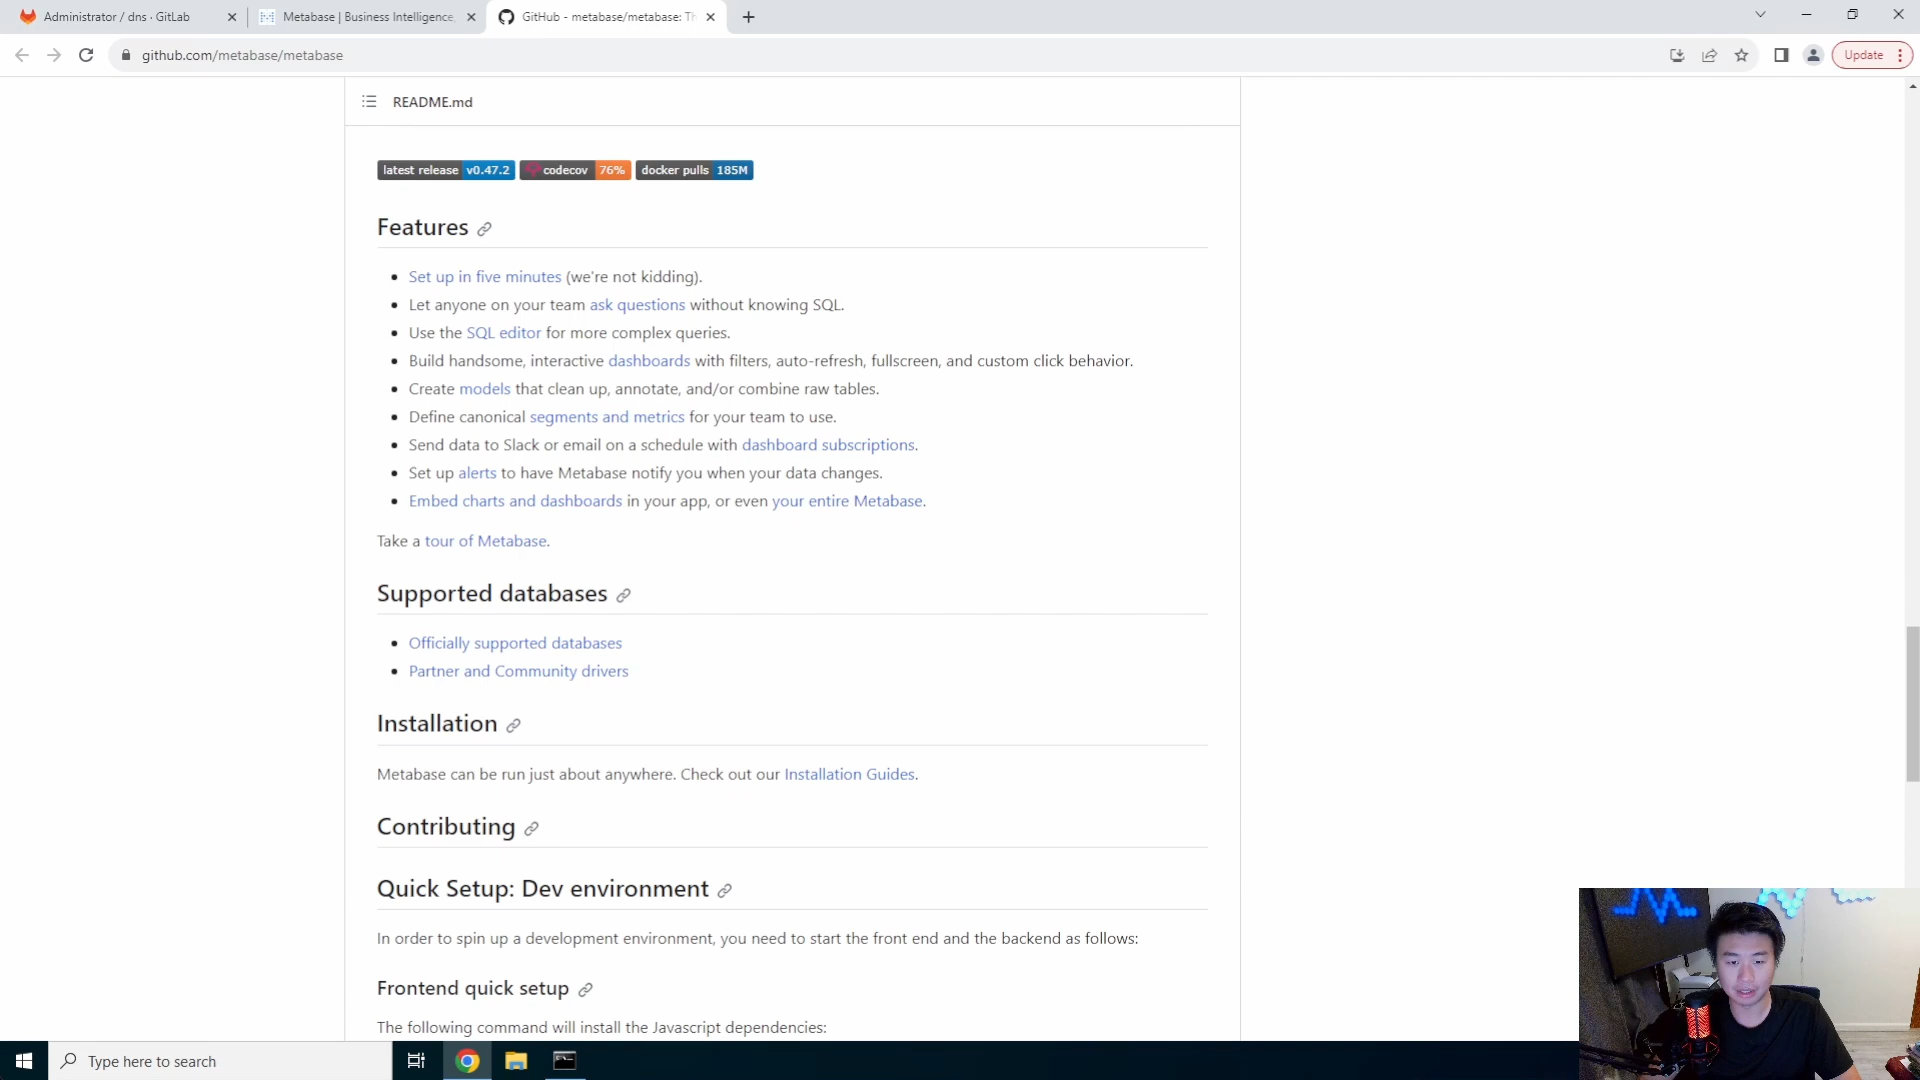 Administrator / dns · GitLab
Metabase | Business Intelligence,
GitHub - metabase/metabase: Th
github.com/metabase/metabase
Update
README.md
latest release v0.47.2 codecov 76% docker pulls 185M
Features
Set up in five minutes (we're not kidding).
Let anyone on your team ask questions without knowing SQL.
Use the SQL editor for more complex queries.
Build handsome, interactive dashboards with filters, auto-refresh, fullscreen, and custom click behavior.
Create models that clean up, annotate, and/or combine raw tables.
Define canonical segments and metrics for your team to use.
Send data to Slack or email on a schedule with dashboard subscriptions.
Set up alerts to have Metabase notify you when your data changes.
Embed charts and dashboards in your app, or even your entire Metabase.
Take a tour of Metabase.
Supported databases
Officially supported databases
Partner and Community drivers
Installation
Metabase can be run just about anywhere. Check out our Installation Guides.
Contributing
Quick Setup: Dev environment
In order to spin up a development environment, you need to start the front end and the backend as follows:
Frontend quick setup
The following command will install the Javascript dependencies:
Type here to search